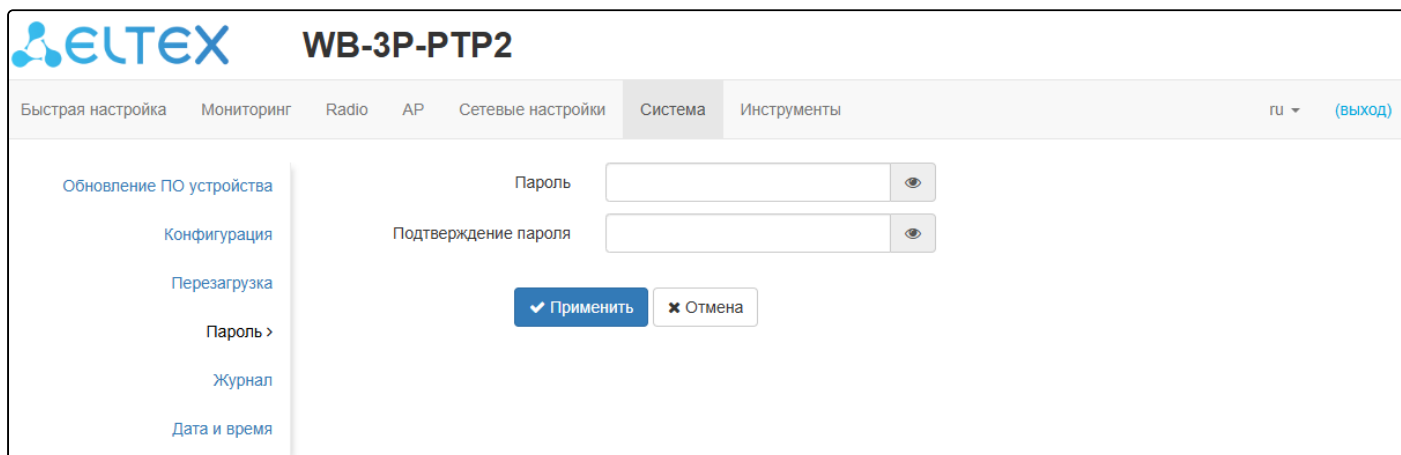 ELTEX WB-3P-PTP2
Быстрая настройка Мониторинг Radio AP Сетевые настройки Система Инструменты ru (выход)
Обновление ПО устройства
Конфигурация
Перезагрузка
Пароль >
Журнал
Дата и время
Пароль
Подтверждение пароля
Применить Отмена